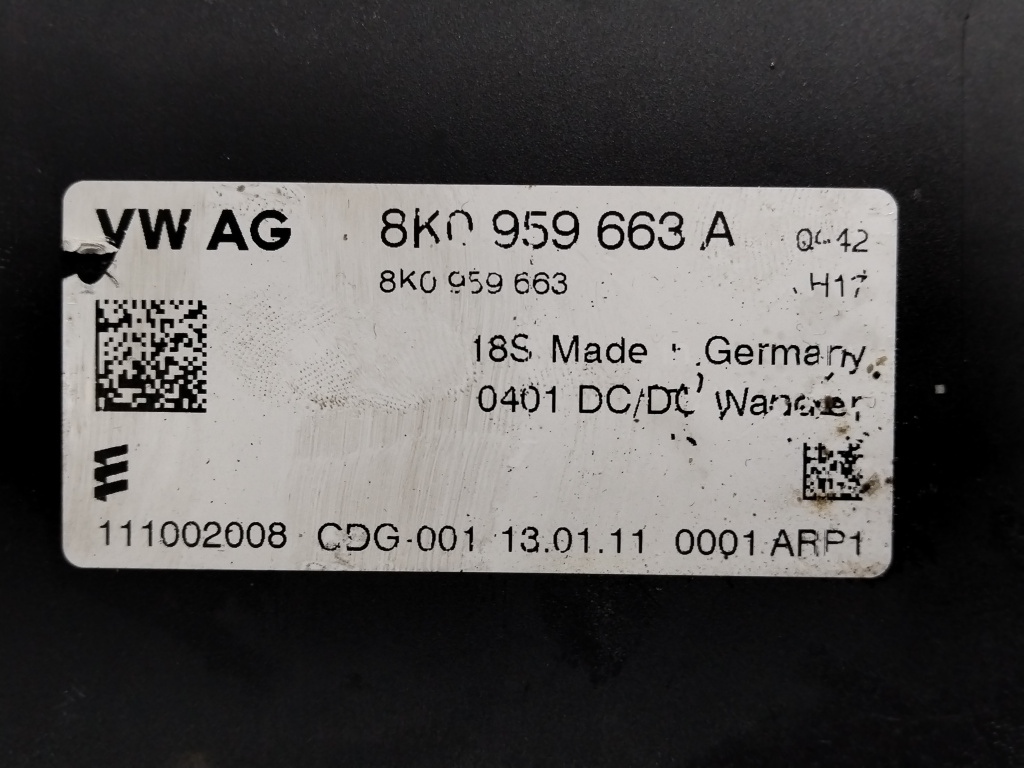 VW AG 8K0 959 663 A
8K0 959 663 H17
18S Made Germany
0401 DC/DC Wandler
111002008 CDG-001 13.01.11 0001 ARP1